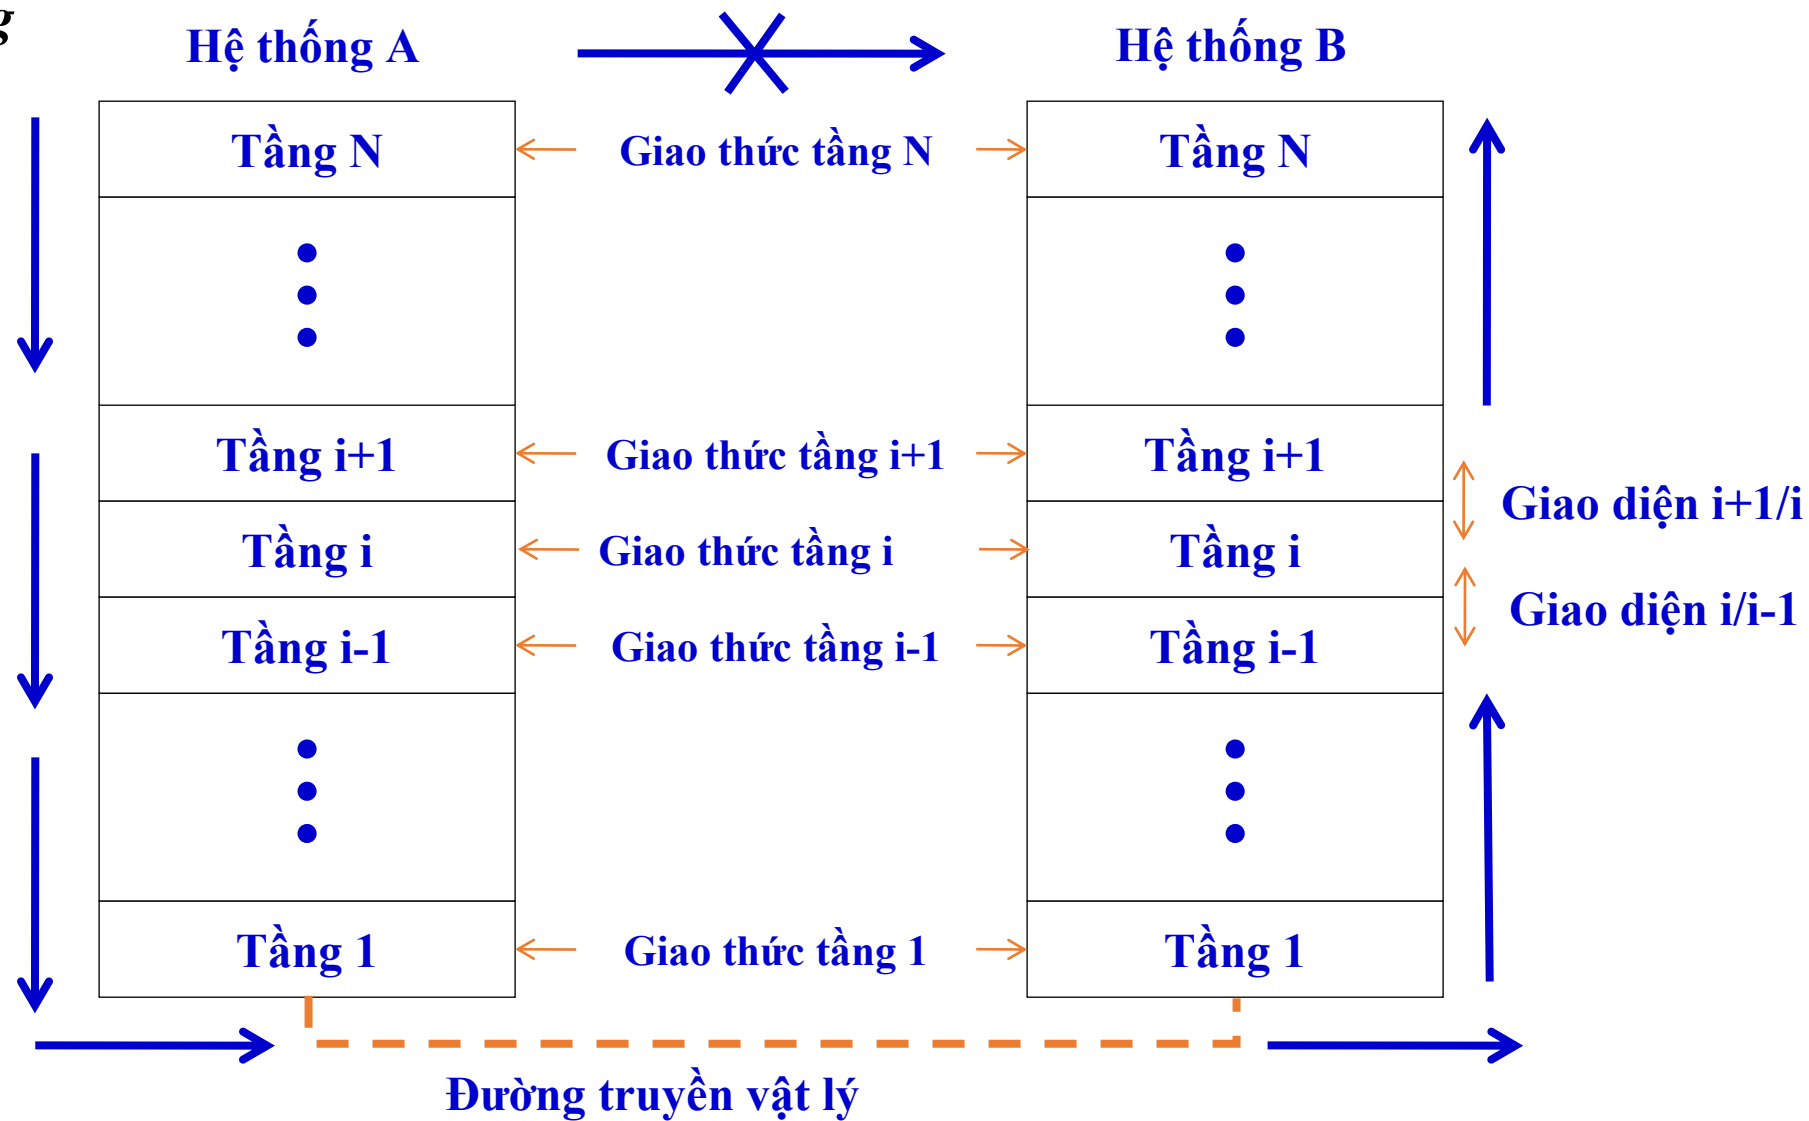 g
Hệ thống A
Hệ thống B
Tầng N
Giao thức tầng N
Tầng N
Tầng i+1
Giao thức tầng i+1
Tầng i+1
Giao diện i+1/i
Tầng i
Giao thức tầng i
Tầng i
Giao diện i/i-1
Tầng i-1
Giao thức tầng i-1
Tầng i-1
Tầng 1
Giao thức tầng 1
Tầng 1
Đường truyền vật lý